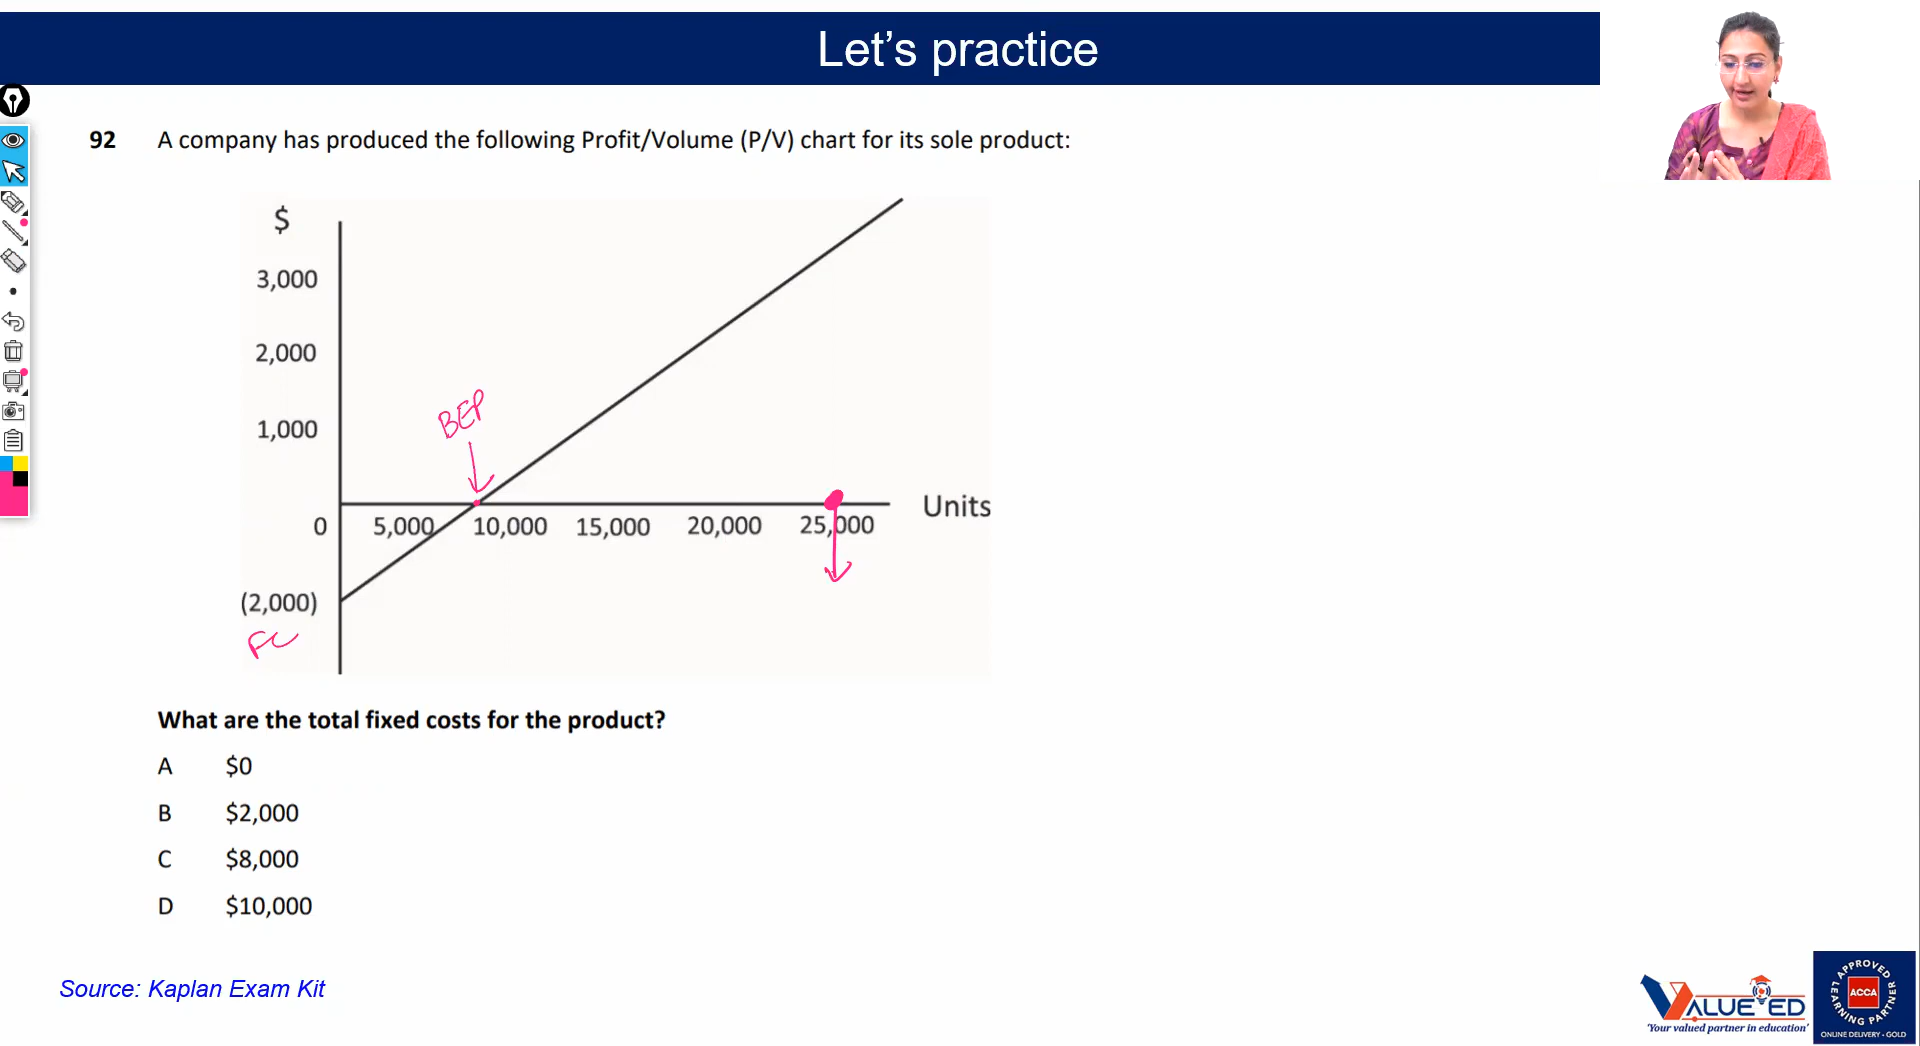 Let's practice
92 A company has produced the following Profit/Volume (P/V) chart for its sole product:
$
3,000
2,000
1,000
BEP
Units
0 5,000 10,000 15,000 20,000 25,000
(2,000)
FC
What are the total fixed costs for the product?
A $0
B $2,000
C $8,000
D $10,000
Source: Kaplan Exam Kit
VALUE ED
'Your valued partner in education'
APPROVED
ACCA
LEARNING PARTNER
ONLINE DELIVERY - GOLD